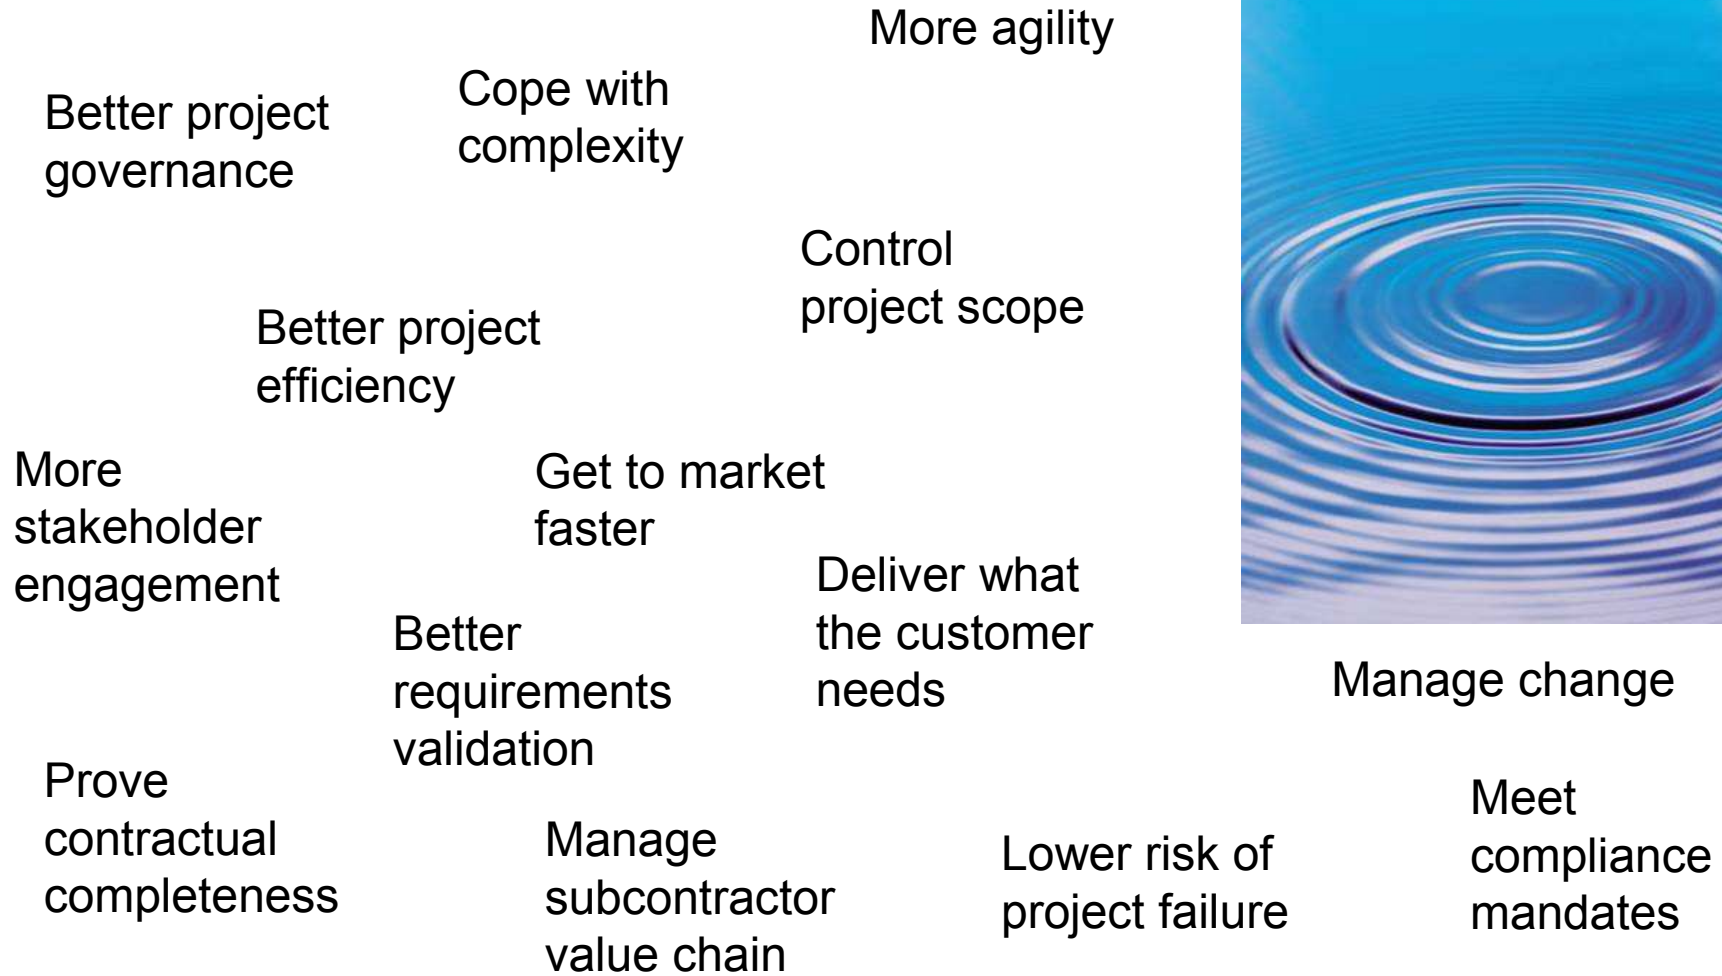 More agility
Better project
governance
Cope with
complexity
Control
project scope
Better project
efficiency
More
stakeholder
engagement
Get to market
faster
Deliver what
the customer
needs
Better
requirements
validation
Manage change
Prove
contractual
completeness
Manage
subcontractor
value chain
Lower risk of
project failure
Meet
compliance
mandates